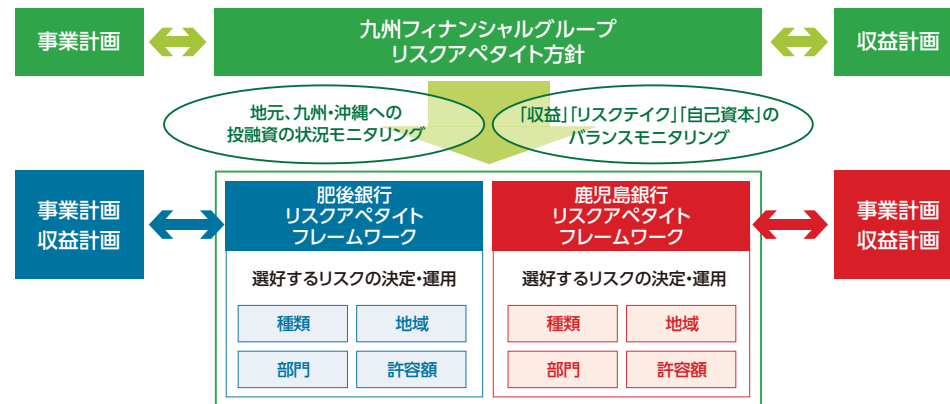 事業計画
九州フィナンシャルグループ
リスクアペタイト方針
収益計画
地元、九州・沖縄への
投融資の状況モニタリング
「収益」「リスクテイク」「自己資本」の
バランスモニタリング
事業計画
収益計画
肥後銀行
リスクアペタイト
フレームワーク
選好するリスクの決定・運用
種類
地域
部門
許容額
鹿児島銀行
リスクアペタイト
フレームワーク
選好するリスクの決定・運用
種類
地域
部門
許容額
事業計画
収益計画